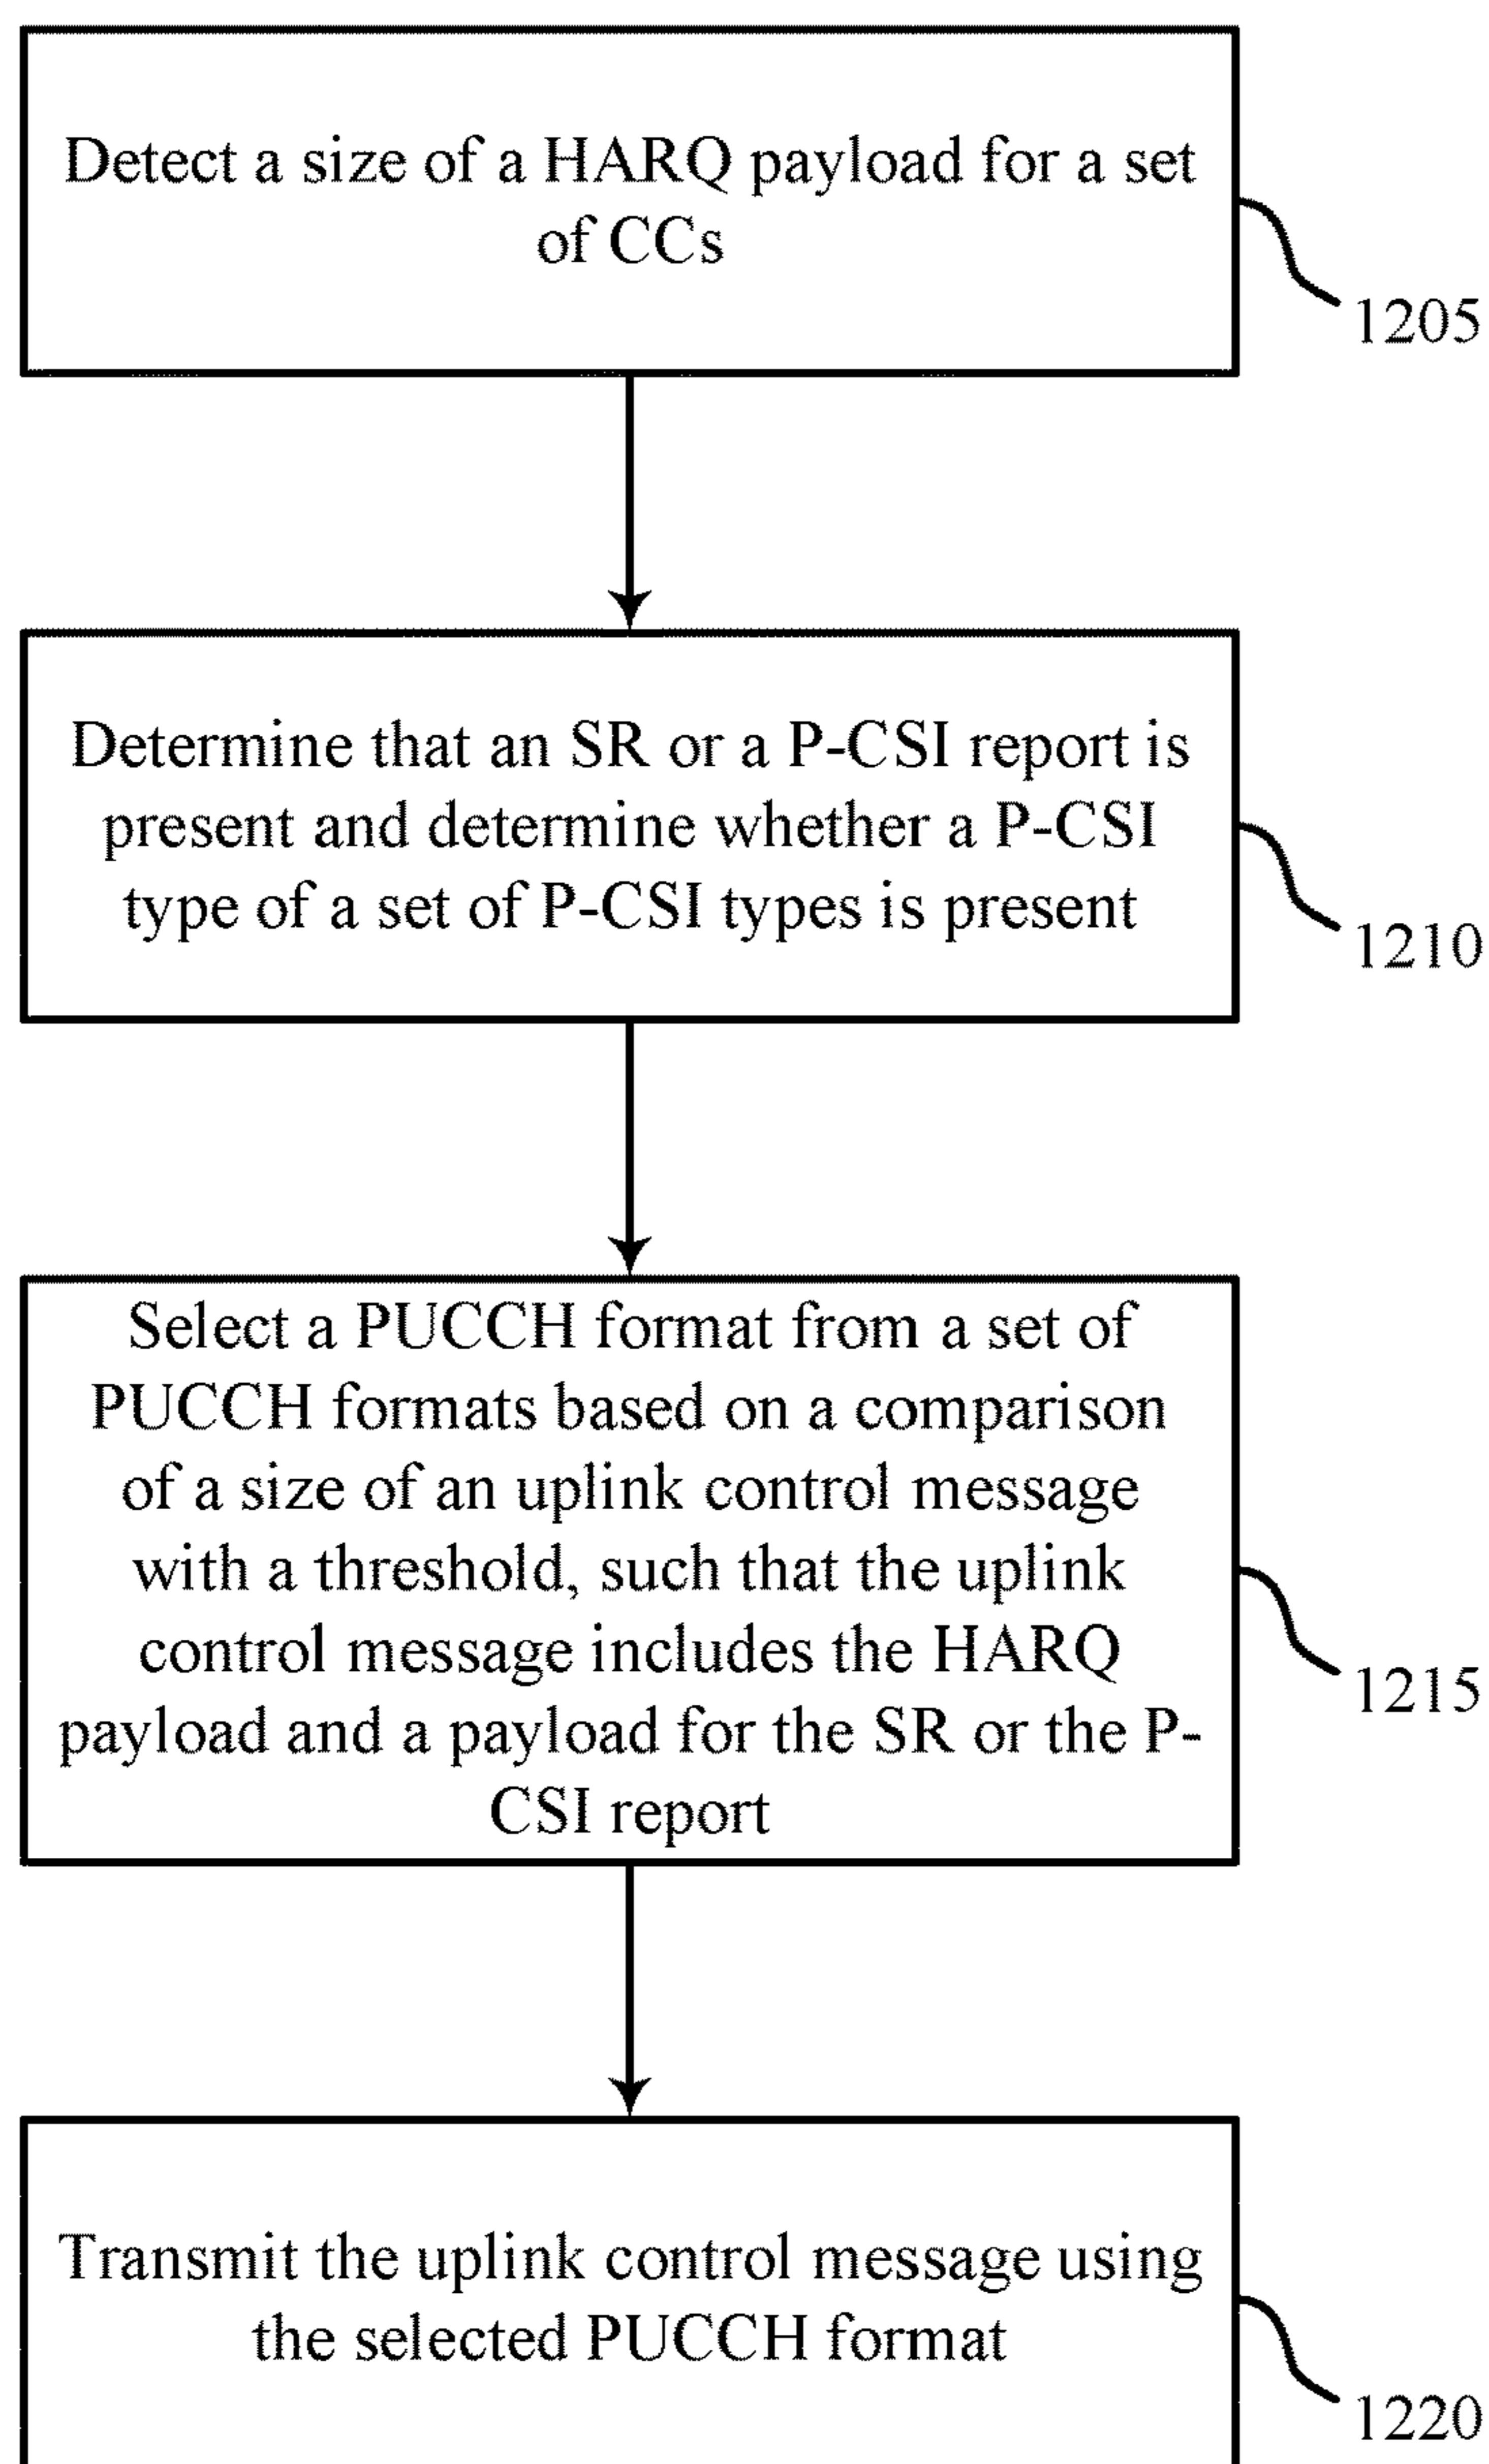 Detect a size of a HARQ payload for a set
of CCs
1205
Determine that an SR or a P-CSI report is
present and determine whether a P-CSI
type of a set of P-CSI types is present
1210
Select a PUCCH format from a set of
PUCCH formats based on a comparison
of a size of an uplink control message
with a threshold, such that the uplink
control message includes the HARQ
payload and a payload for the SR or the P-
CSI report
1215
Transmit the uplink control message using
the selected PUCCH format
1220